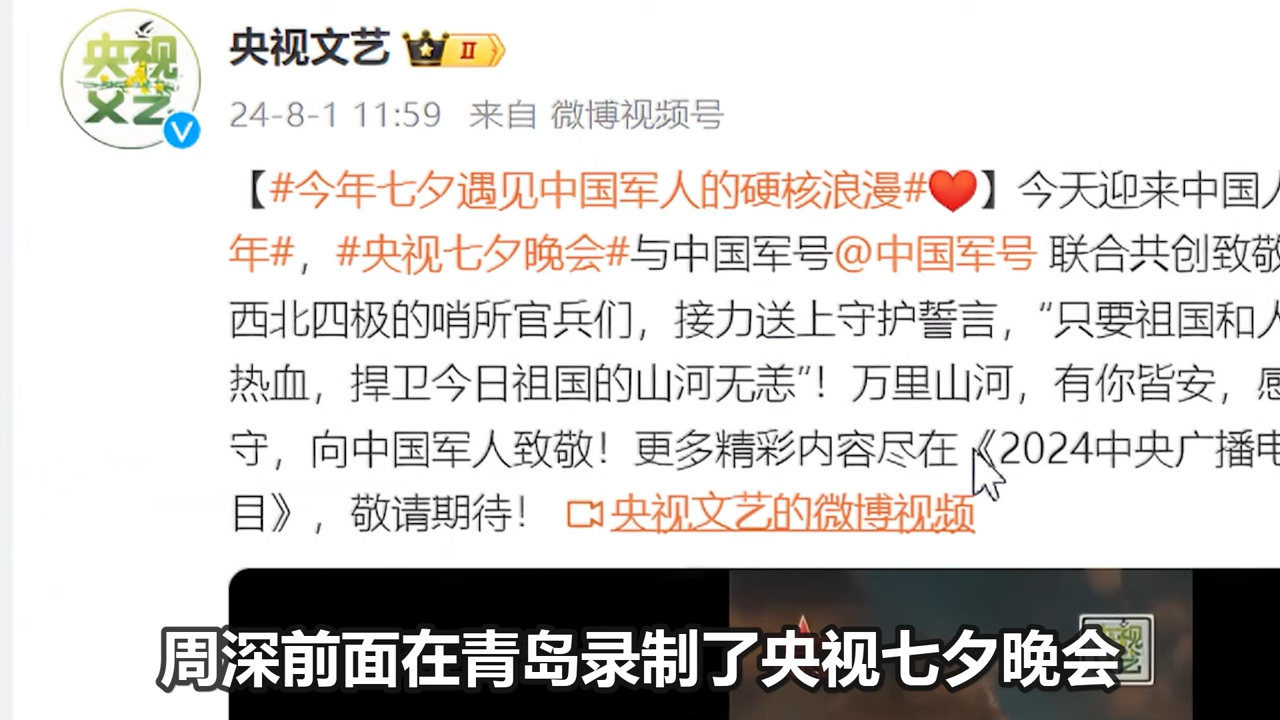 央视文艺
央视文艺 II
24-8-1 11:59 来自 微博视频号
【#今年七夕遇见中国军人的硬核浪漫#❤️】今天迎来中国人
年#，#央视七夕晚会#与中国军号@中国军号 联合共创致敬
西北四极的哨所官兵们，接力送上守护誓言，“只要祖国和人
热血，捍卫今日祖国的山河无恙”！万里山河，有你皆安，感
守，向中国军人致敬！更多精彩内容尽在《2024中央广播电
目》，敬请期待！ 央视文艺的微博视频
央视文艺
周深前面在青岛录制了央视七夕晚会